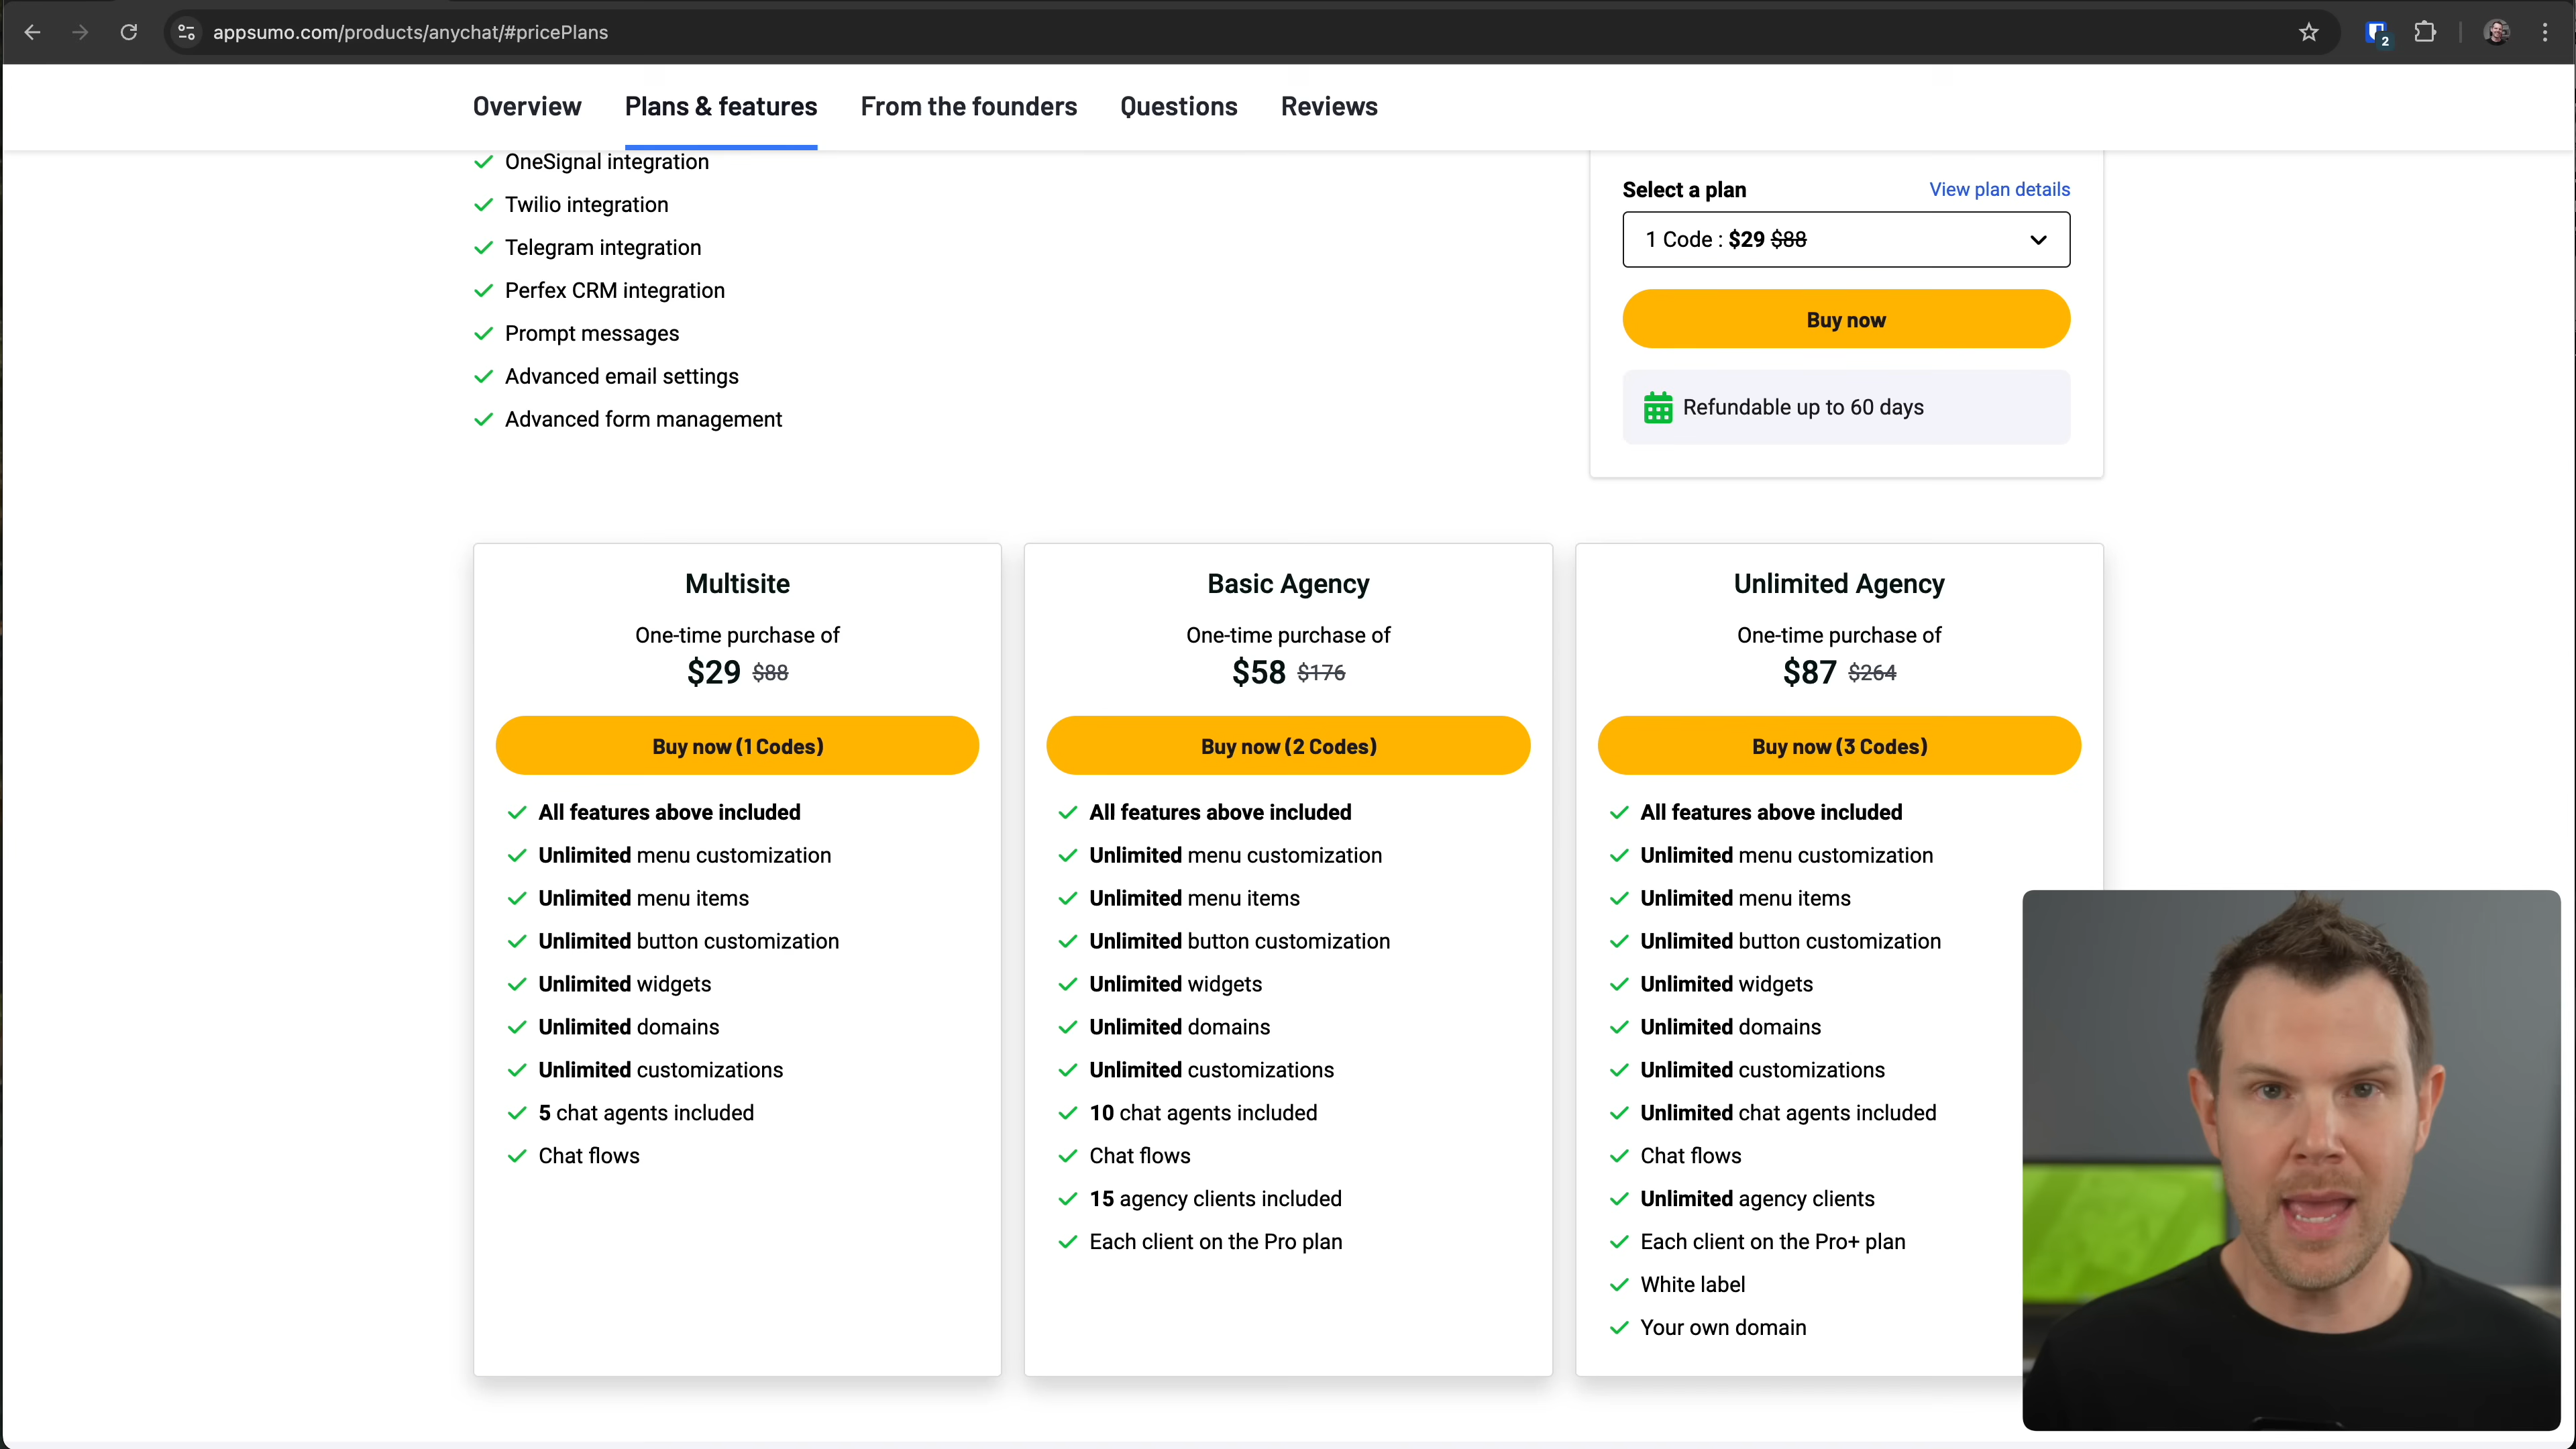 appsumo.com/products/anychat/#pricePlans
2
Overview
Plans & features
From the founders
Questions
Reviews
OneSignal integration
Twilio integration
Telegram integration
Perfex CRM integration
Prompt messages
Advanced email settings
Advanced form management
Select a plan
View plan details
1 Code : $29 $88
Buy now
Refundable up to 60 days
Multisite
One-time purchase of
$29 $88
Buy now (1 Codes)
All features above included
Unlimited menu customization
Unlimited menu items
Unlimited button customization
Unlimited widgets
Unlimited domains
Unlimited customizations
5 chat agents included
Chat flows
Basic Agency
One-time purchase of
$58 $176
Buy now (2 Codes)
All features above included
Unlimited menu customization
Unlimited menu items
Unlimited button customization
Unlimited widgets
Unlimited domains
Unlimited customizations
10 chat agents included
Chat flows
15 agency clients included
Each client on the Pro plan
Unlimited Agency
One-time purchase of
$87 $264
Buy now (3 Codes)
All features above included
Unlimited menu customization
Unlimited menu items
Unlimited button customization
Unlimited widgets
Unlimited domains
Unlimited customizations
Unlimited chat agents included
Chat flows
Unlimited agency clients
Each client on the Pro+ plan
White label
Your own domain